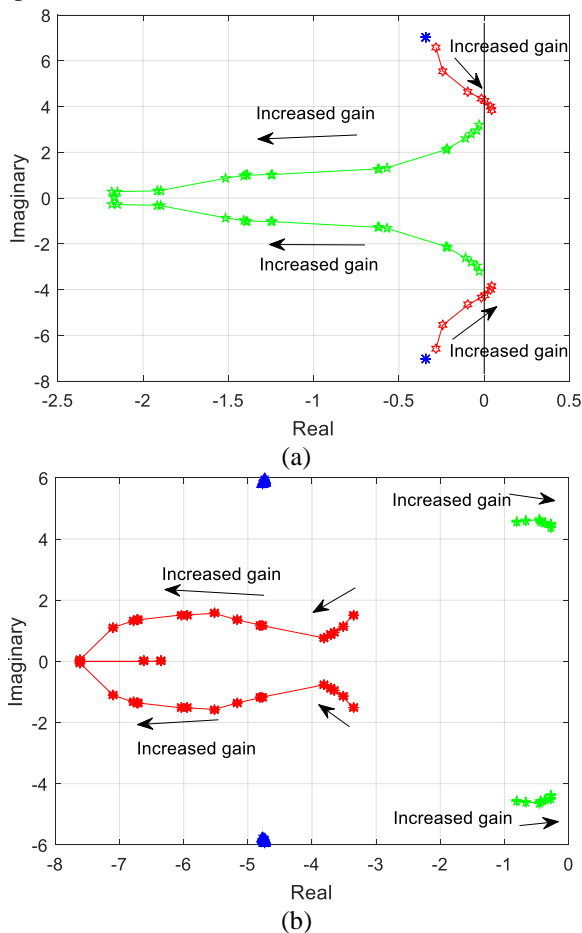 8
Increased gain
6
4
Increased gain
2
0
-2
Increased gain
-4
-6
Increased gain
-8
-2.5 -2 -1.5 -1 -0.5 0 0.5
Imaginary
Real
(a)
6
Increased gain
4
Increased gain
2
0
-2
Increased gain
-4
Increased gain
-6
-8 -7 -6 -5 -4 -3 -2 -1 0
Imaginary
Real
(b)